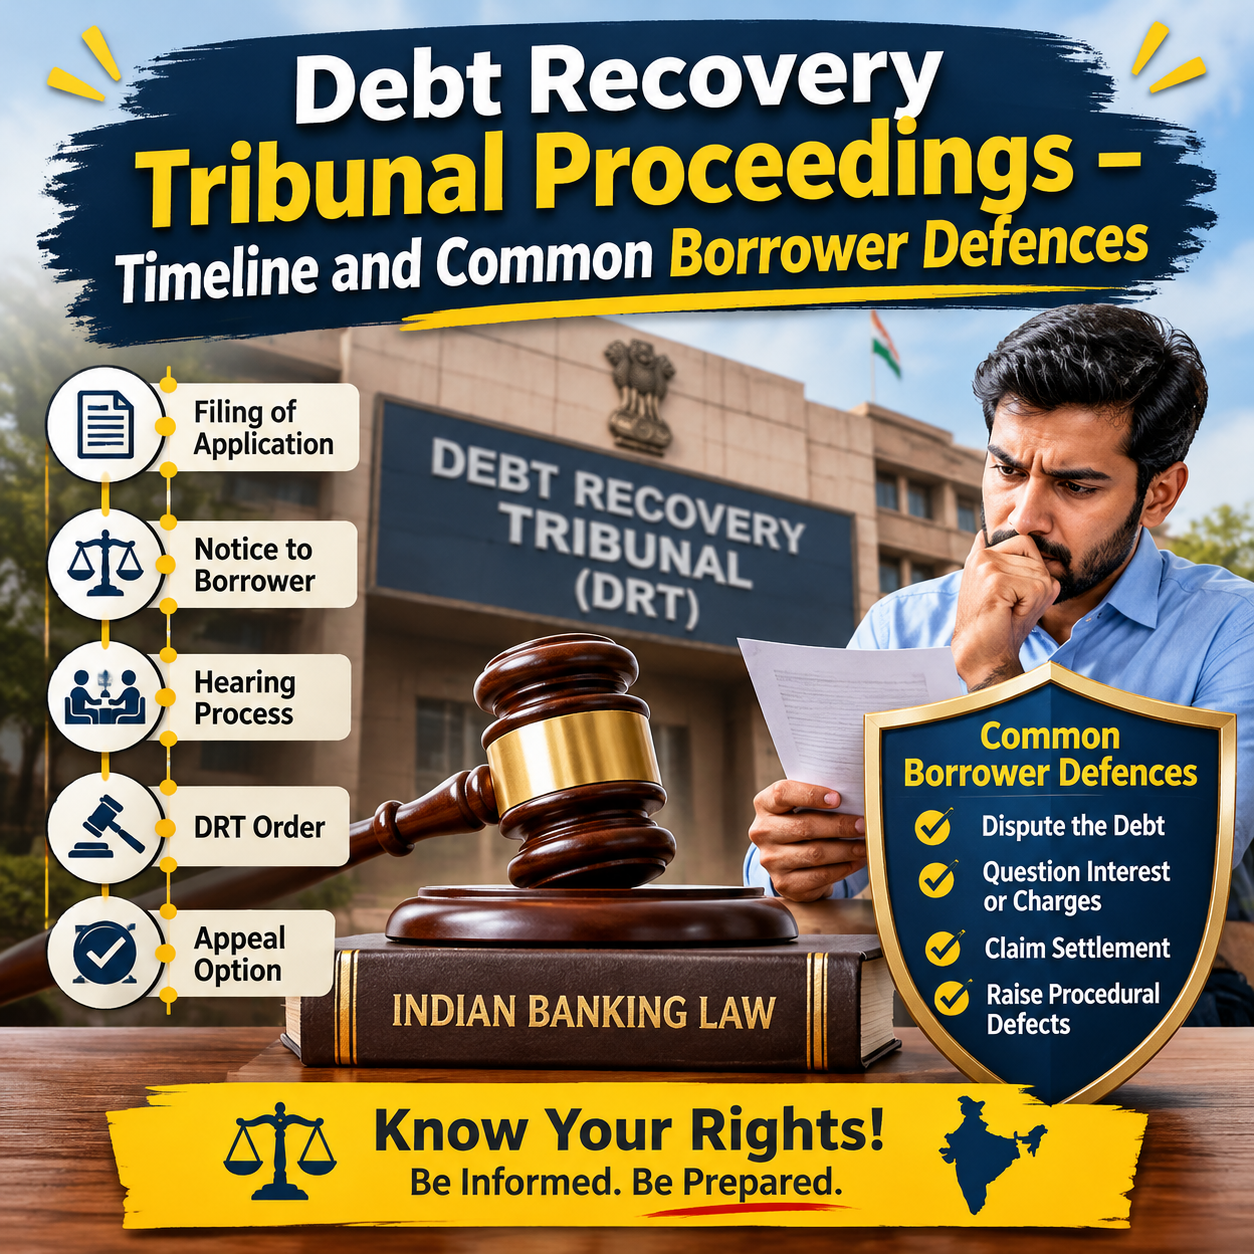 Debt Recovery
Tribunal Proceedings –
Timeline and Common Borrower Defences
Filing of
Application
Notice to
Borrower
Hearing
Process
DRT Order
Appeal
Option
DEBT RECOVERY
TRIBUNAL
(DRT)
INDIAN BANKING LAW
Common
Borrower Defences
Dispute the Debt
Question Interest
or Charges
Claim Settlement
Raise Procedural
Defects
Know Your Rights!
Be Informed. Be Prepared.